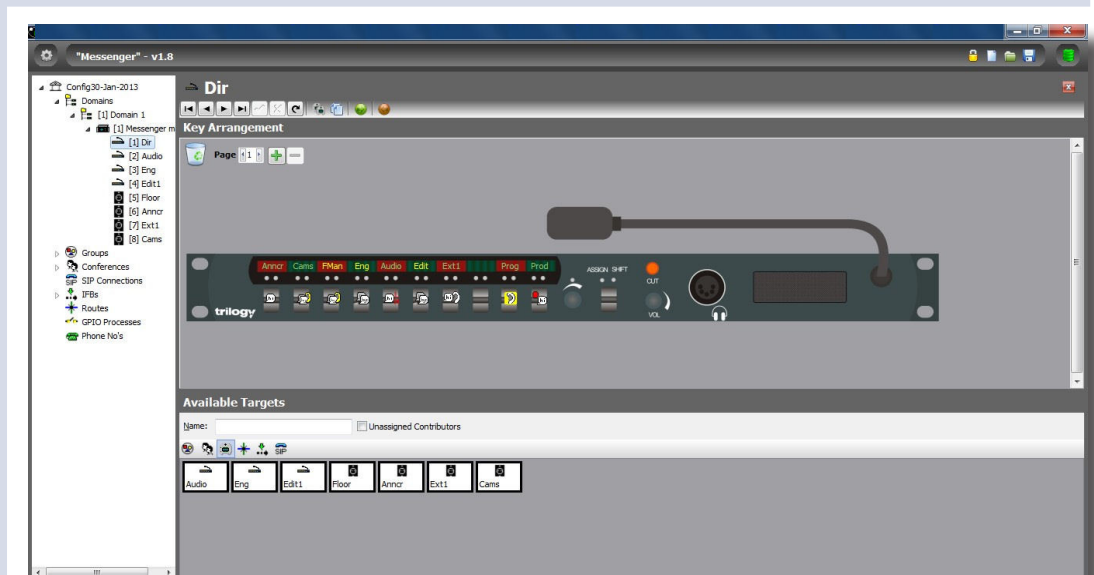 "Messenger" - v1.8
Config30-Jan-2013
Domains
[1] Domain 1
[1] Messenger m
[1] Dir
[2] Audio
[3] Eng
[4] Edit1
[5] Floor
[6] Anncr
[7] Ext1
[8] Cams
Groups
Conferences
SIP Connections
IFBs
Routes
GPIO Processes
Phone No's
Dir
Key Arrangement
Page 1
Anncr Cams FMan Eng Audio Edit Ext1 Prog Prod
ASSIGN SHIFT
CUT
VOL
trilogy
Available Targets
Name: Unassigned Contributors
SIP
Audio Eng Edit1 Floor Anncr Ext1 Cams